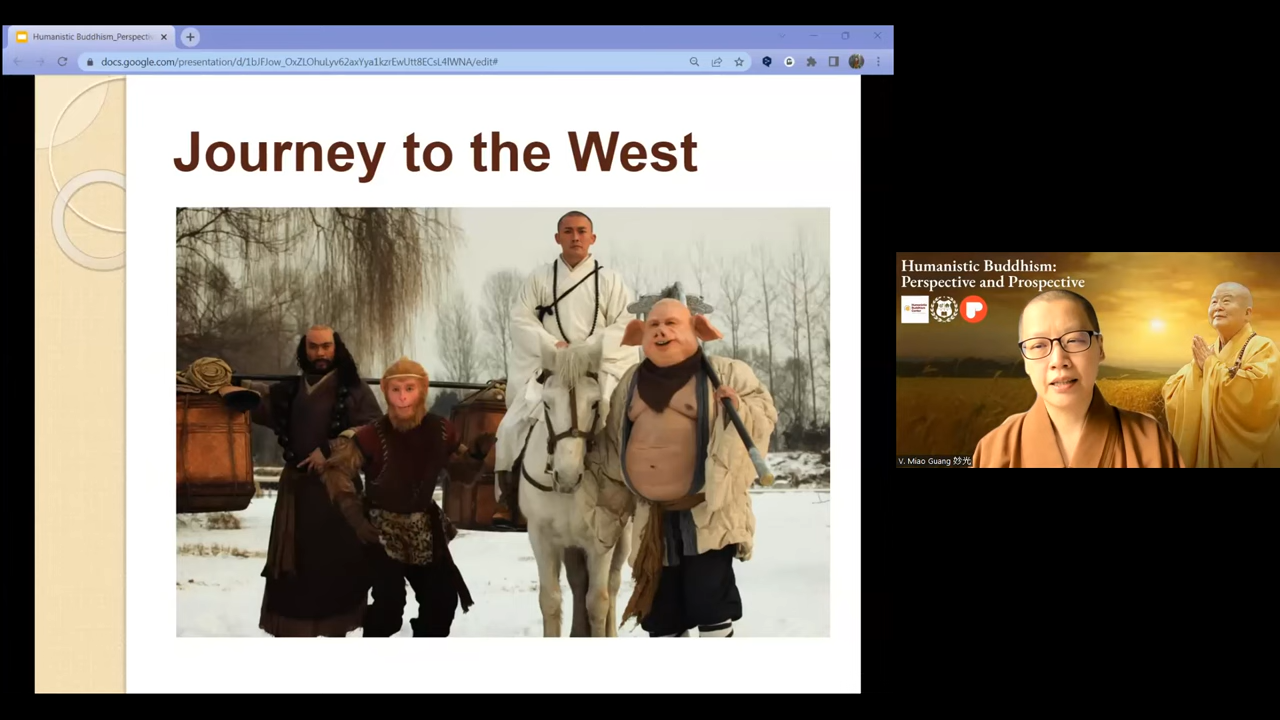 Humanistic Buddhism_Perspectiv
docs.google.com/presentation/d/1bJFJow_OxZLOhuLyv62axYya1kzrEwUtt8ECsL4lWNA/edit#
Journey to the West
Humanistic Buddhism:
Perspective and Prospective
V. Miao Guang 妙光